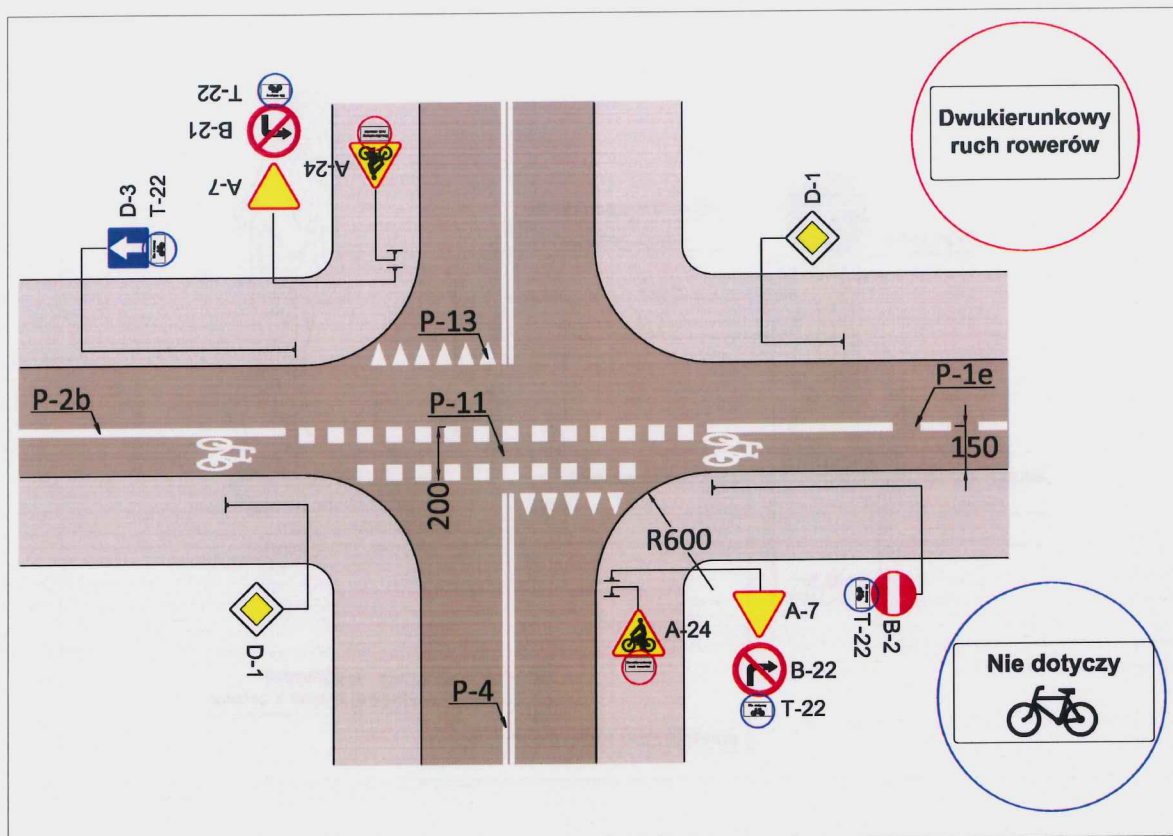 T-22
B-21
A-7
A-24
D-3
T-22
D-1
Dwukierunkowy
ruch rowerów
P-13
P-2b
P-11
P-1e
150
200
R600
D-1
P-4
A-24
A-7
B-22
T-22
T-22
B-2
Nie dotyczy